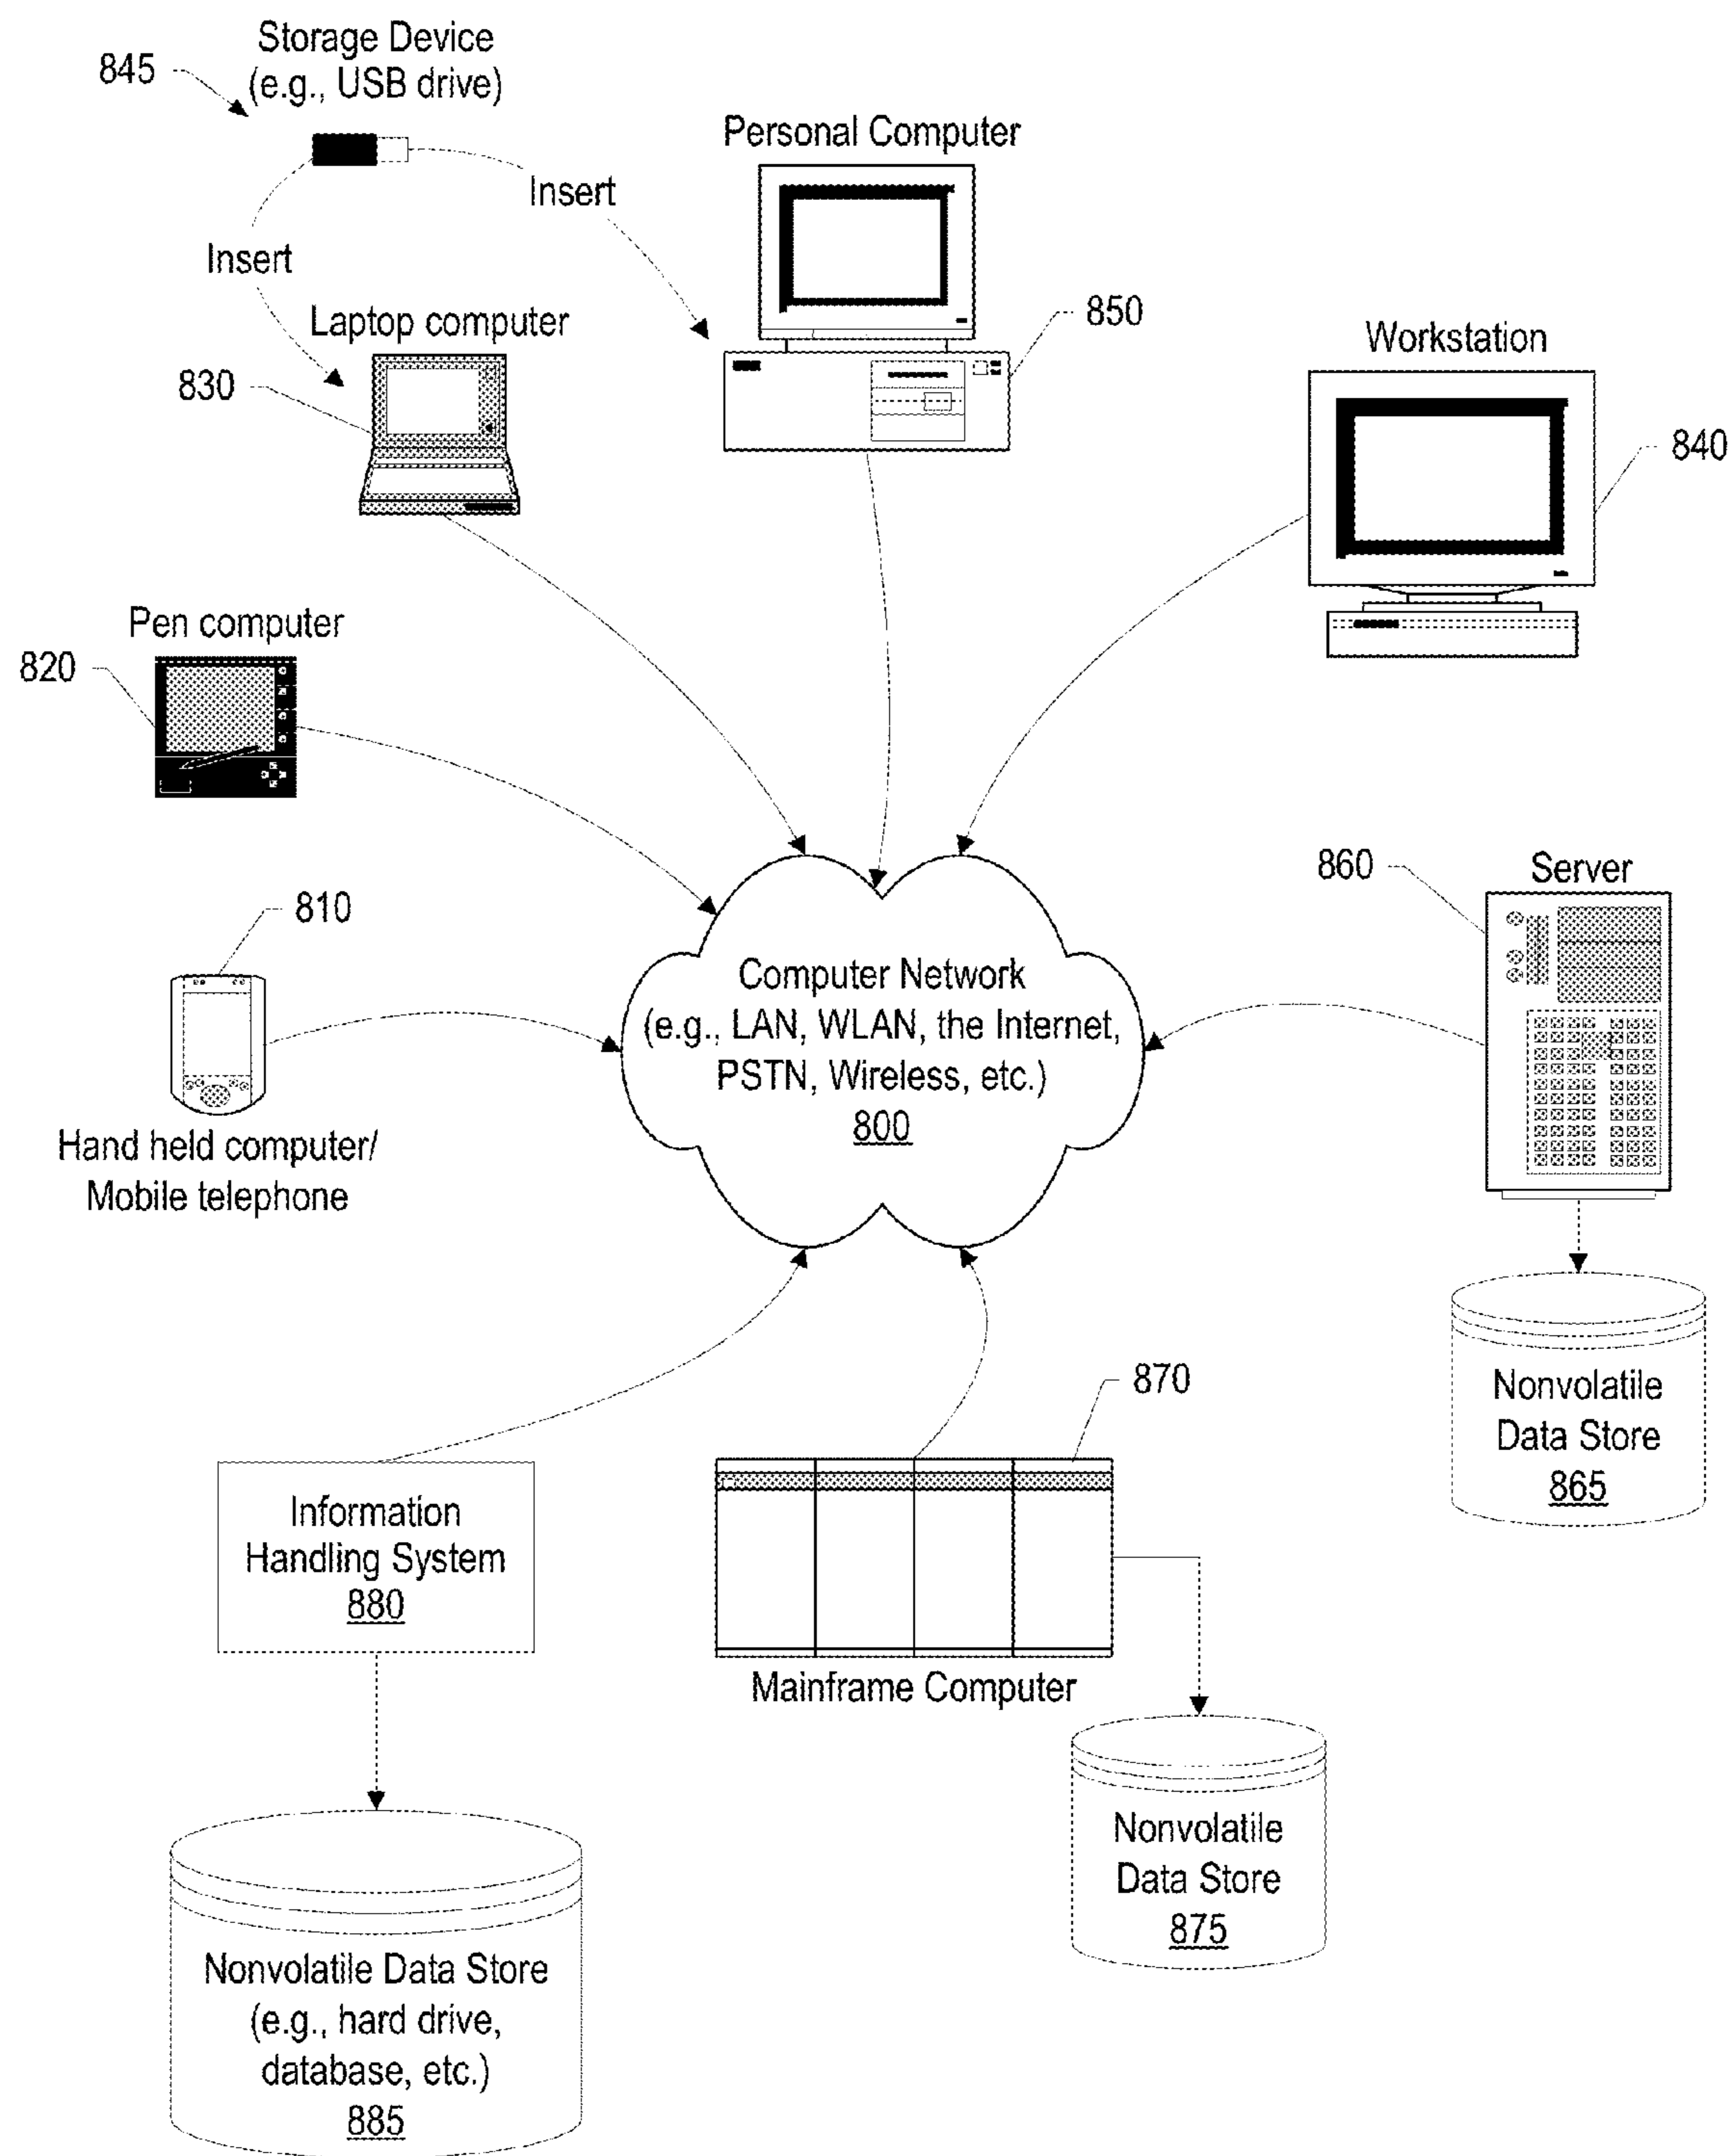 Storage Device
(e.g., USB drive)
845
Insert
Insert
Personal Computer
850
Laptop computer
830
Workstation
840
Pen computer
820
810
Hand held computer/
Mobile telephone
Computer Network
(e.g., LAN, WLAN, the Internet,
PSTN, Wireless, etc.)
800
860
Server
Nonvolatile
Data Store
865
870
Mainframe Computer
Nonvolatile
Data Store
875
Information
Handling System
880
Nonvolatile Data Store
(e.g., hard drive,
database, etc.)
885